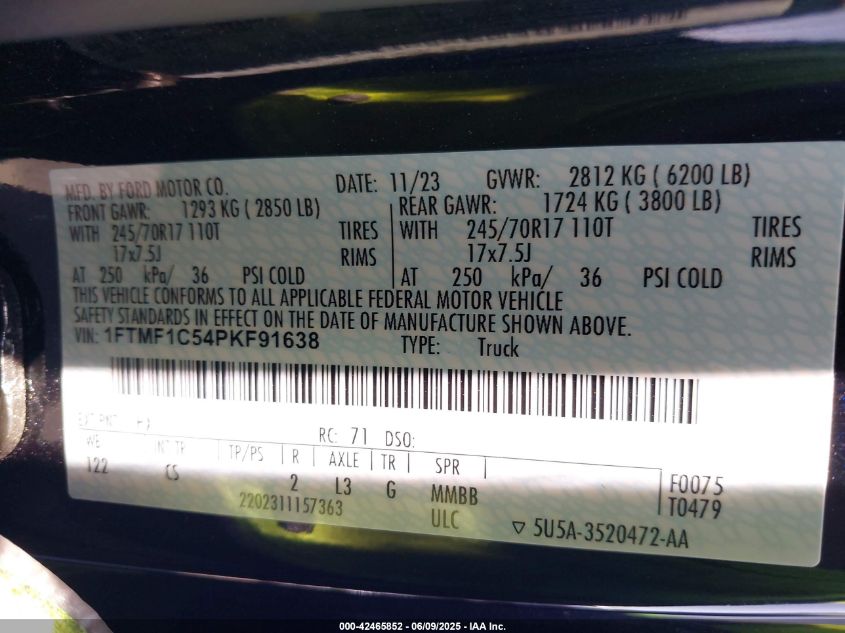 MFD. BY FORD MOTOR CO. DATE: 11/23 GVWR: 2812 KG ( 6200 LB)
FRONT GAWR: 1293 KG ( 2850 LB) REAR GAWR: 1724 KG ( 3800 LB)
WITH 245/70R17 110T TIRES WITH 245/70R17 110T TIRES
17x7.5J RIMS 17x7.5J RIMS
AT 250 kPa/ 36 PSI COLD AT 250 kPa/ 36 PSI COLD
THIS VEHICLE CONFORMS TO ALL APPLICABLE FEDERAL MOTOR VEHICLE
SAFETY STANDARDS IN EFFECT ON THE DATE OF MANUFACTURE SHOWN ABOVE.
VIN: 1FTMF1C54PKF91638 TYPE: Truck
EXT PNT: RC: 71 DSO:
WB INT TR TP/PS R AXLE TR SPR
122 CS 2 L3 G MMBB F0075
2202311157363 ULC T0479
5U5A-3520472-AA
000-42465852 - 06/09/2025 - IAA Inc.